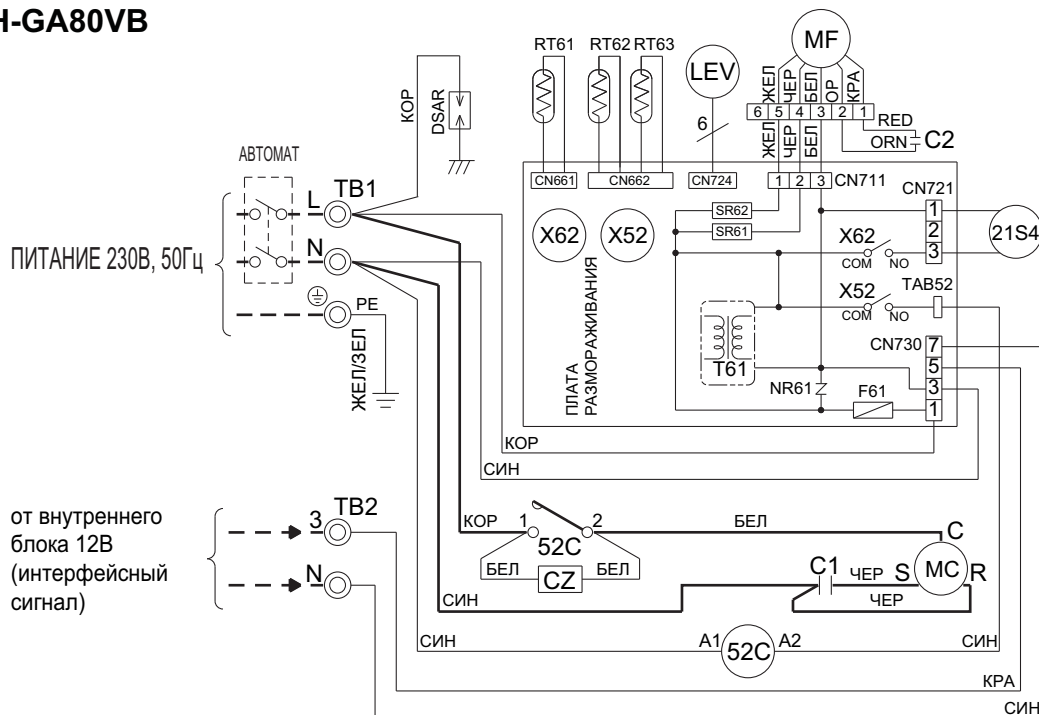 H-GA80VB
RT61
RT62 RT63
LEV
MF
ЖЕЛ
ЧЕР
БЕЛ
ОР
КРА
6 5 4 3 2 1
RED
ORN
C2
ЖЕЛ
ЧЕР
БЕЛ
6
КОР
DSAR
АВТОМАТ
L
TB1
N
PE
ПИТАНИЕ 230В, 50Гц
ЖЕЛ/ЗЕЛ
CN661
CN662
CN724
1 2 3
CN711
CN721
1
2
3
21S4
SR62
SR61
X62
X52
X62
COM NO
X52
COM NO
TAB52
ПЛАТА
РАЗМОРАЖИВАНИЯ
T61
CN730
7
5
3
1
NR61
F61
КОР
СИН
от внутреннего
блока 12В
(интерфейсный
сигнал)
3
TB2
N
КОР
1
2
52C
БЕЛ
БЕЛ
CZ
БЕЛ
C
MC
S
R
C1
ЧЕР
ЧЕР
СИН
СИН
A1
52C
A2
СИН
КРА
СИН